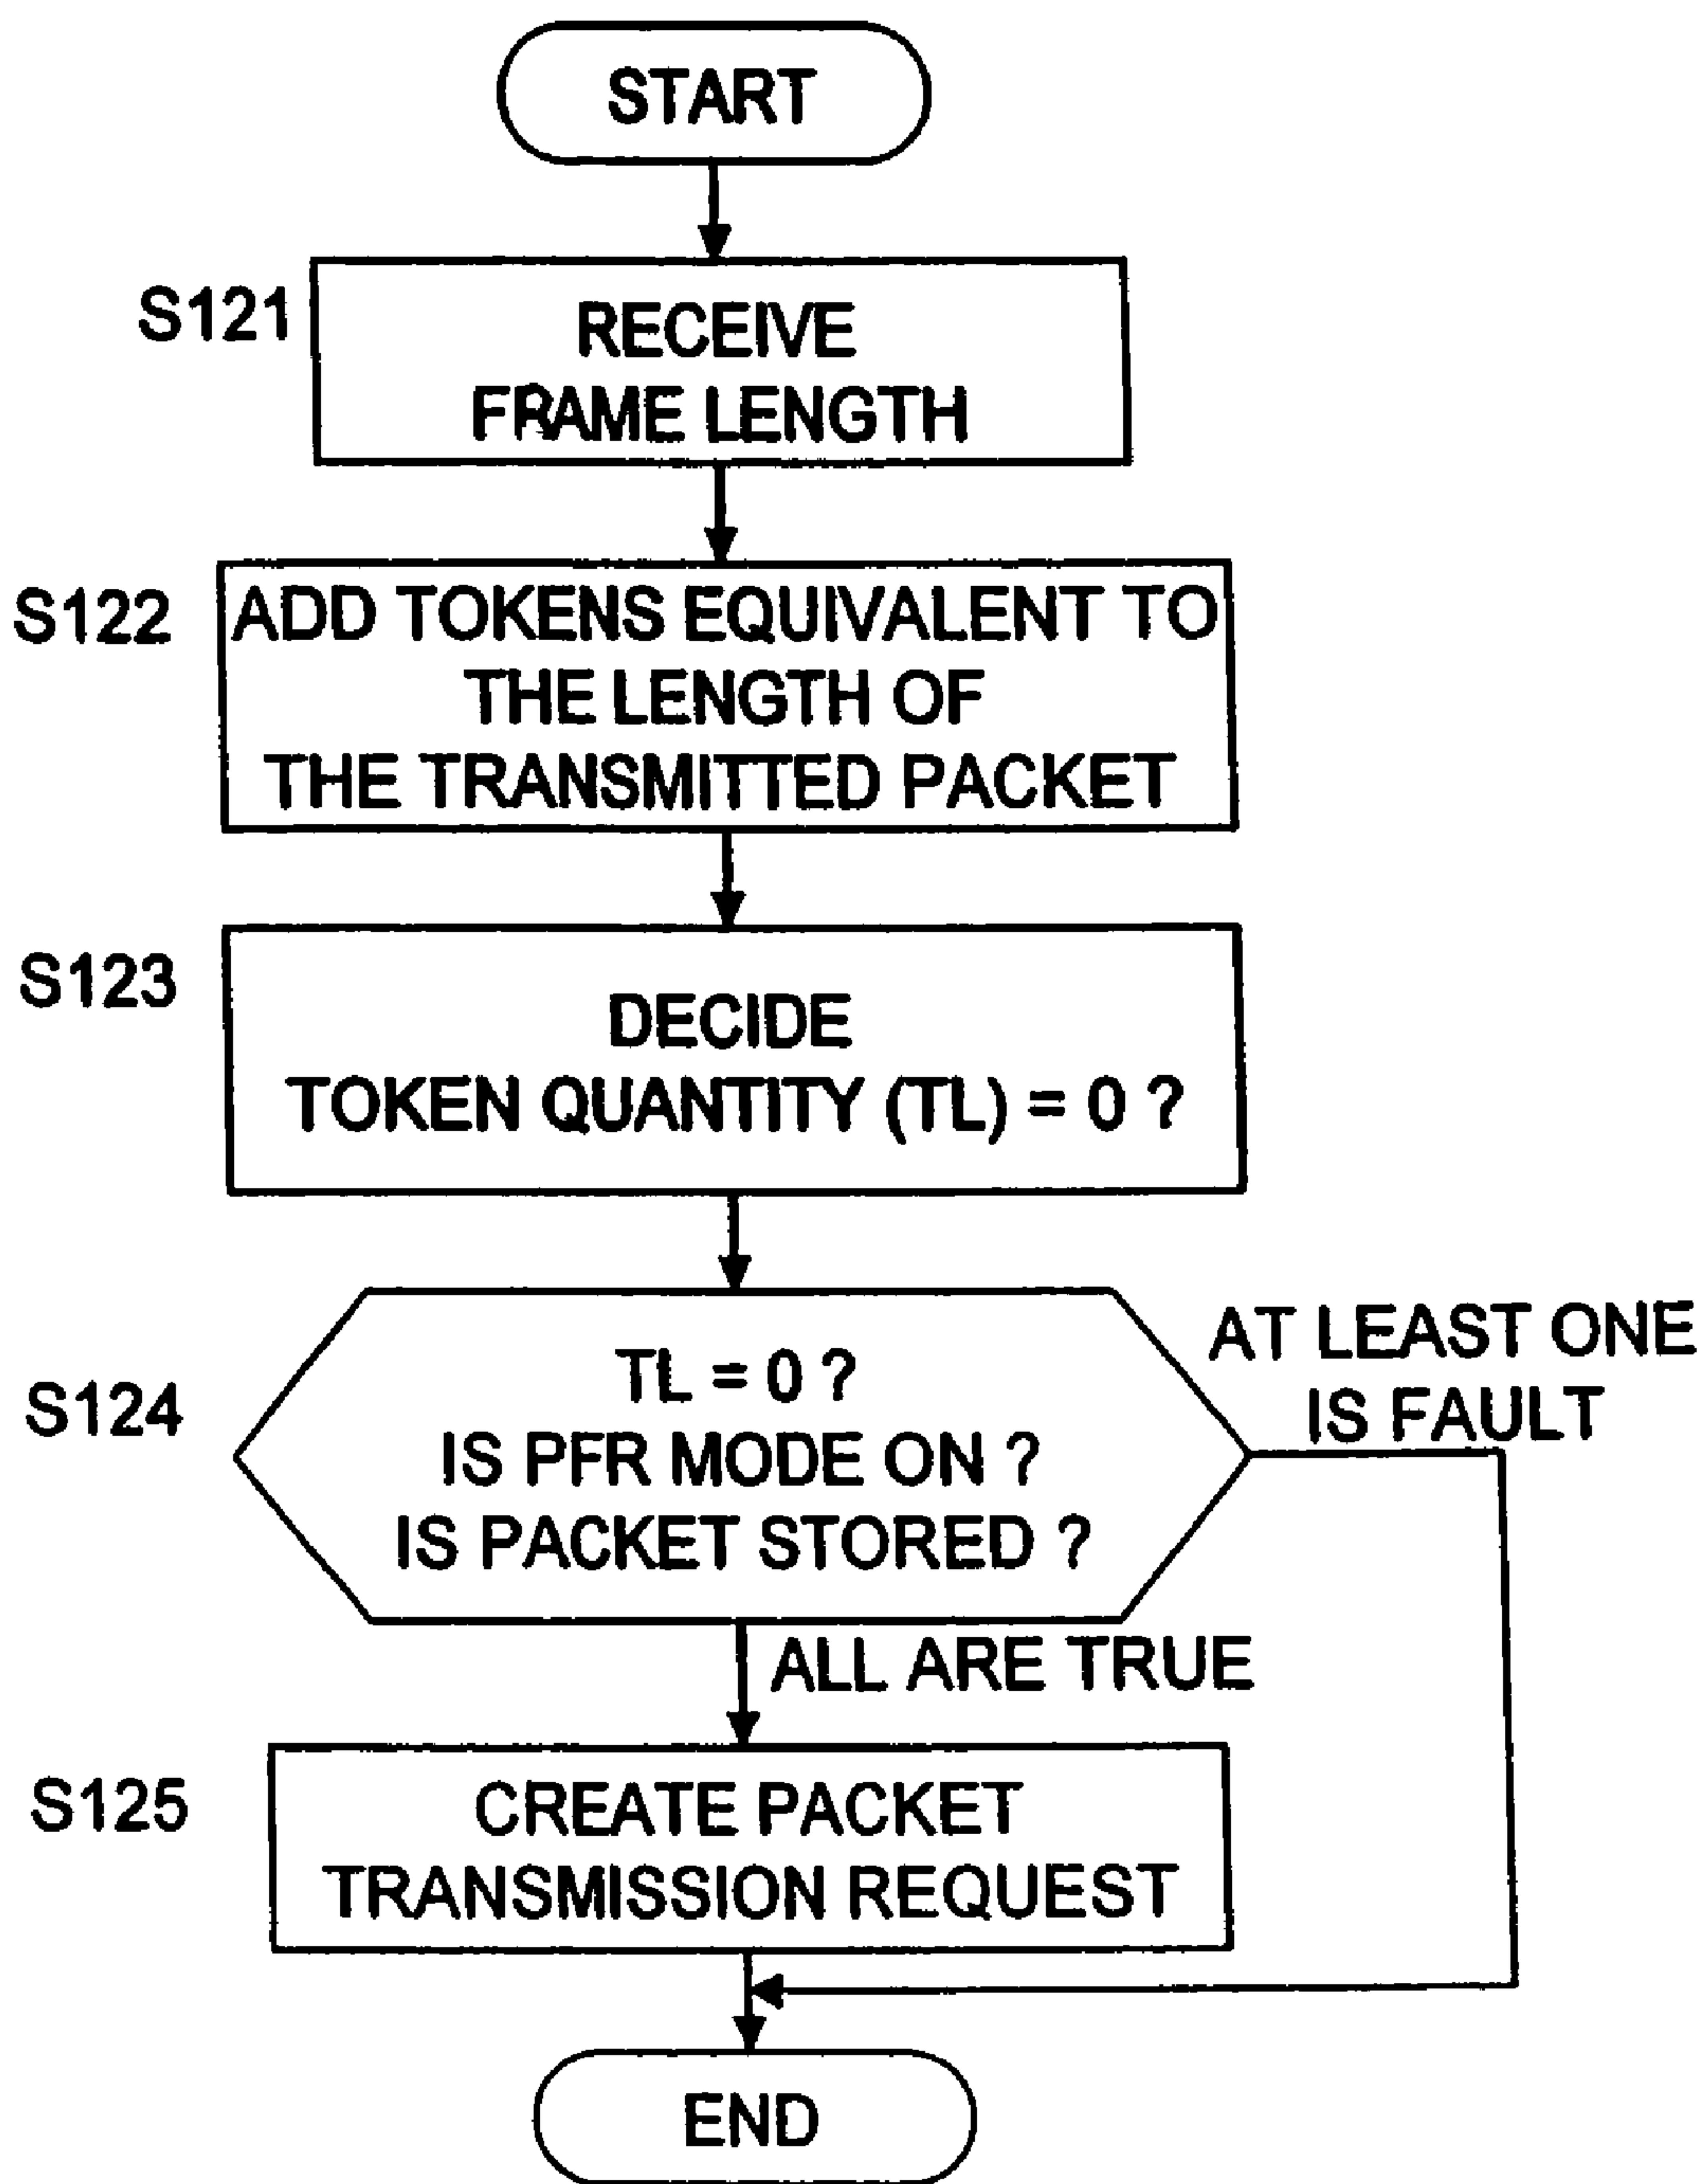 START
S121
RECEIVE
FRAME LENGTH
S122
ADD TOKENS EQUIVALENT TO
THE LENGTH OF
THE TRANSMITTED PACKET
S123
DECIDE
TOKEN QUANTITY (TL) = 0 ?
S124
TL = 0 ?
IS PFR MODE ON ?
IS PACKET STORED ?
AT LEAST ONE
IS FAULT
ALL ARE TRUE
S125
CREATE PACKET
TRANSMISSION REQUEST
END